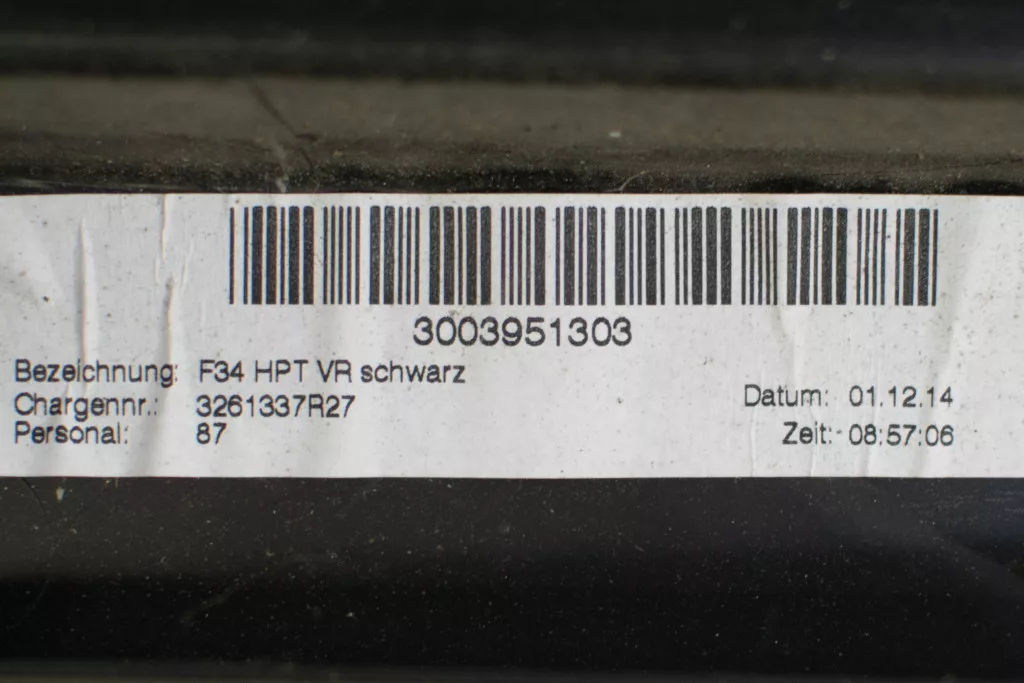 3003951303
Bezeichnung: F34 HPT VR schwarz
Chargennr.: 3261337R27
Personal: 87
Datum: 01.12.14
Zeit: 08:57:06